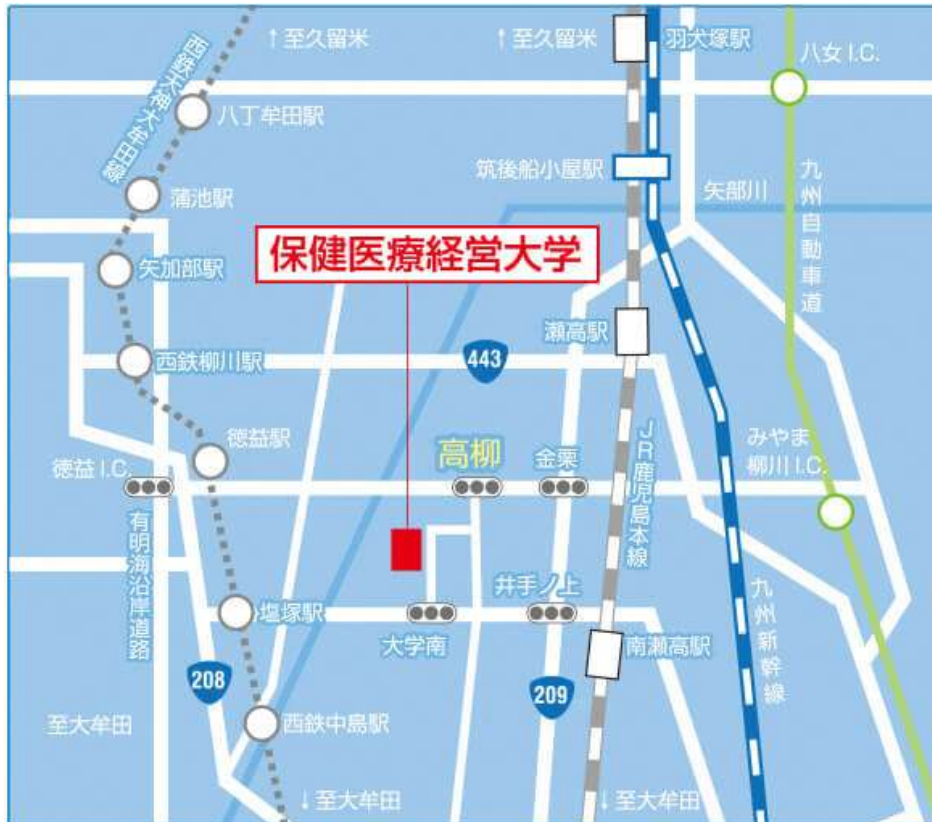 ↑至久留米
↑至久留米
羽犬塚駅
八女 I.C.
西鉄天神大牟田線
八丁牟田駅
筑後船小屋駅
蒲池駅
矢部川
九州自動車道
保健医療経営大学
矢加部駅
瀬高駅
西鉄柳川駅
443
徳益駅
高柳
金栗
JR鹿児島本線
みやま
柳川 I.C.
徳益 I.C.
有明海沿岸道路
井手ノ上
九州新幹線
塩塚駅
大学南
南瀬高駅
208
209
至大牟田
西鉄中島駅
↓至大牟田
↓至大牟田